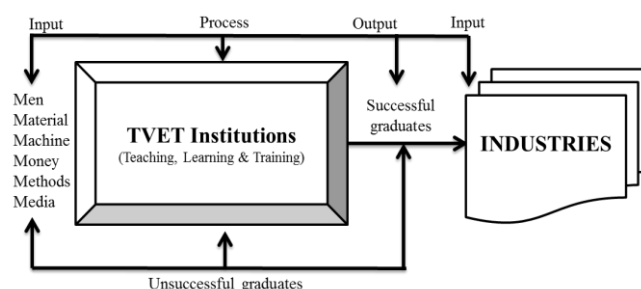 Input Process Output Input
Men
Material
Machine
Money
Methods
Media
TVET Institutions
(Teaching, Learning & Training)
Successful
graduates
INDUSTRIES
Unsuccessful graduates